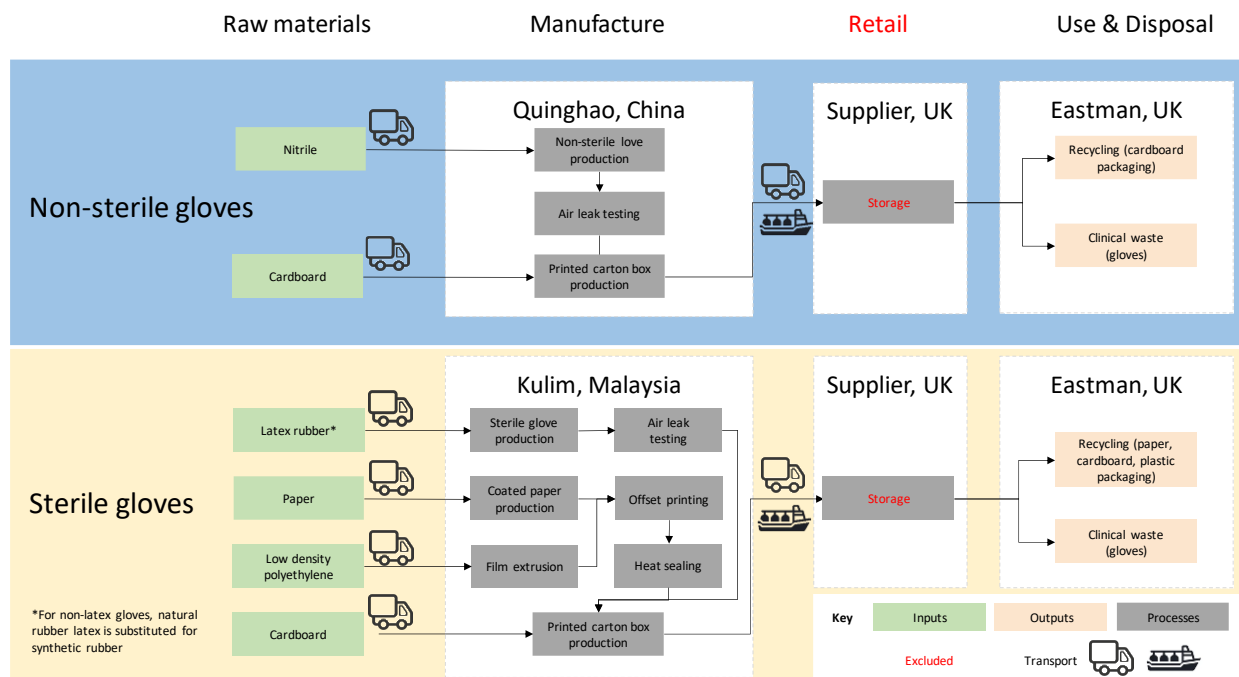 Raw materials
Manufacture
Retail
Use & Disposal
Non-sterile gloves
Nitrile
Cardboard
Quinghao, China
Non-sterile love
production
Air leak testing
Printed carton box
production
Supplier, UK
Storage
Eastman, UK
Recycling (cardboard
packaging)
Clinical waste
(gloves)
Sterile gloves
Latex rubber*
Paper
Low density
polyethylene
Cardboard
*For non-latex gloves, natural
rubber latex is substituted for
synthetic rubber
Kulim, Malaysia
Sterile glove
production
Air leak
testing
Coated paper
production
Offset printing
Film extrusion
Heat sealing
Printed carton box
production
Supplier, UK
Storage
Eastman, UK
Recycling (paper,
cardboard, plastic
packaging)
Clinical waste
(gloves)
Key
Inputs
Outputs
Processes
Excluded
Transport